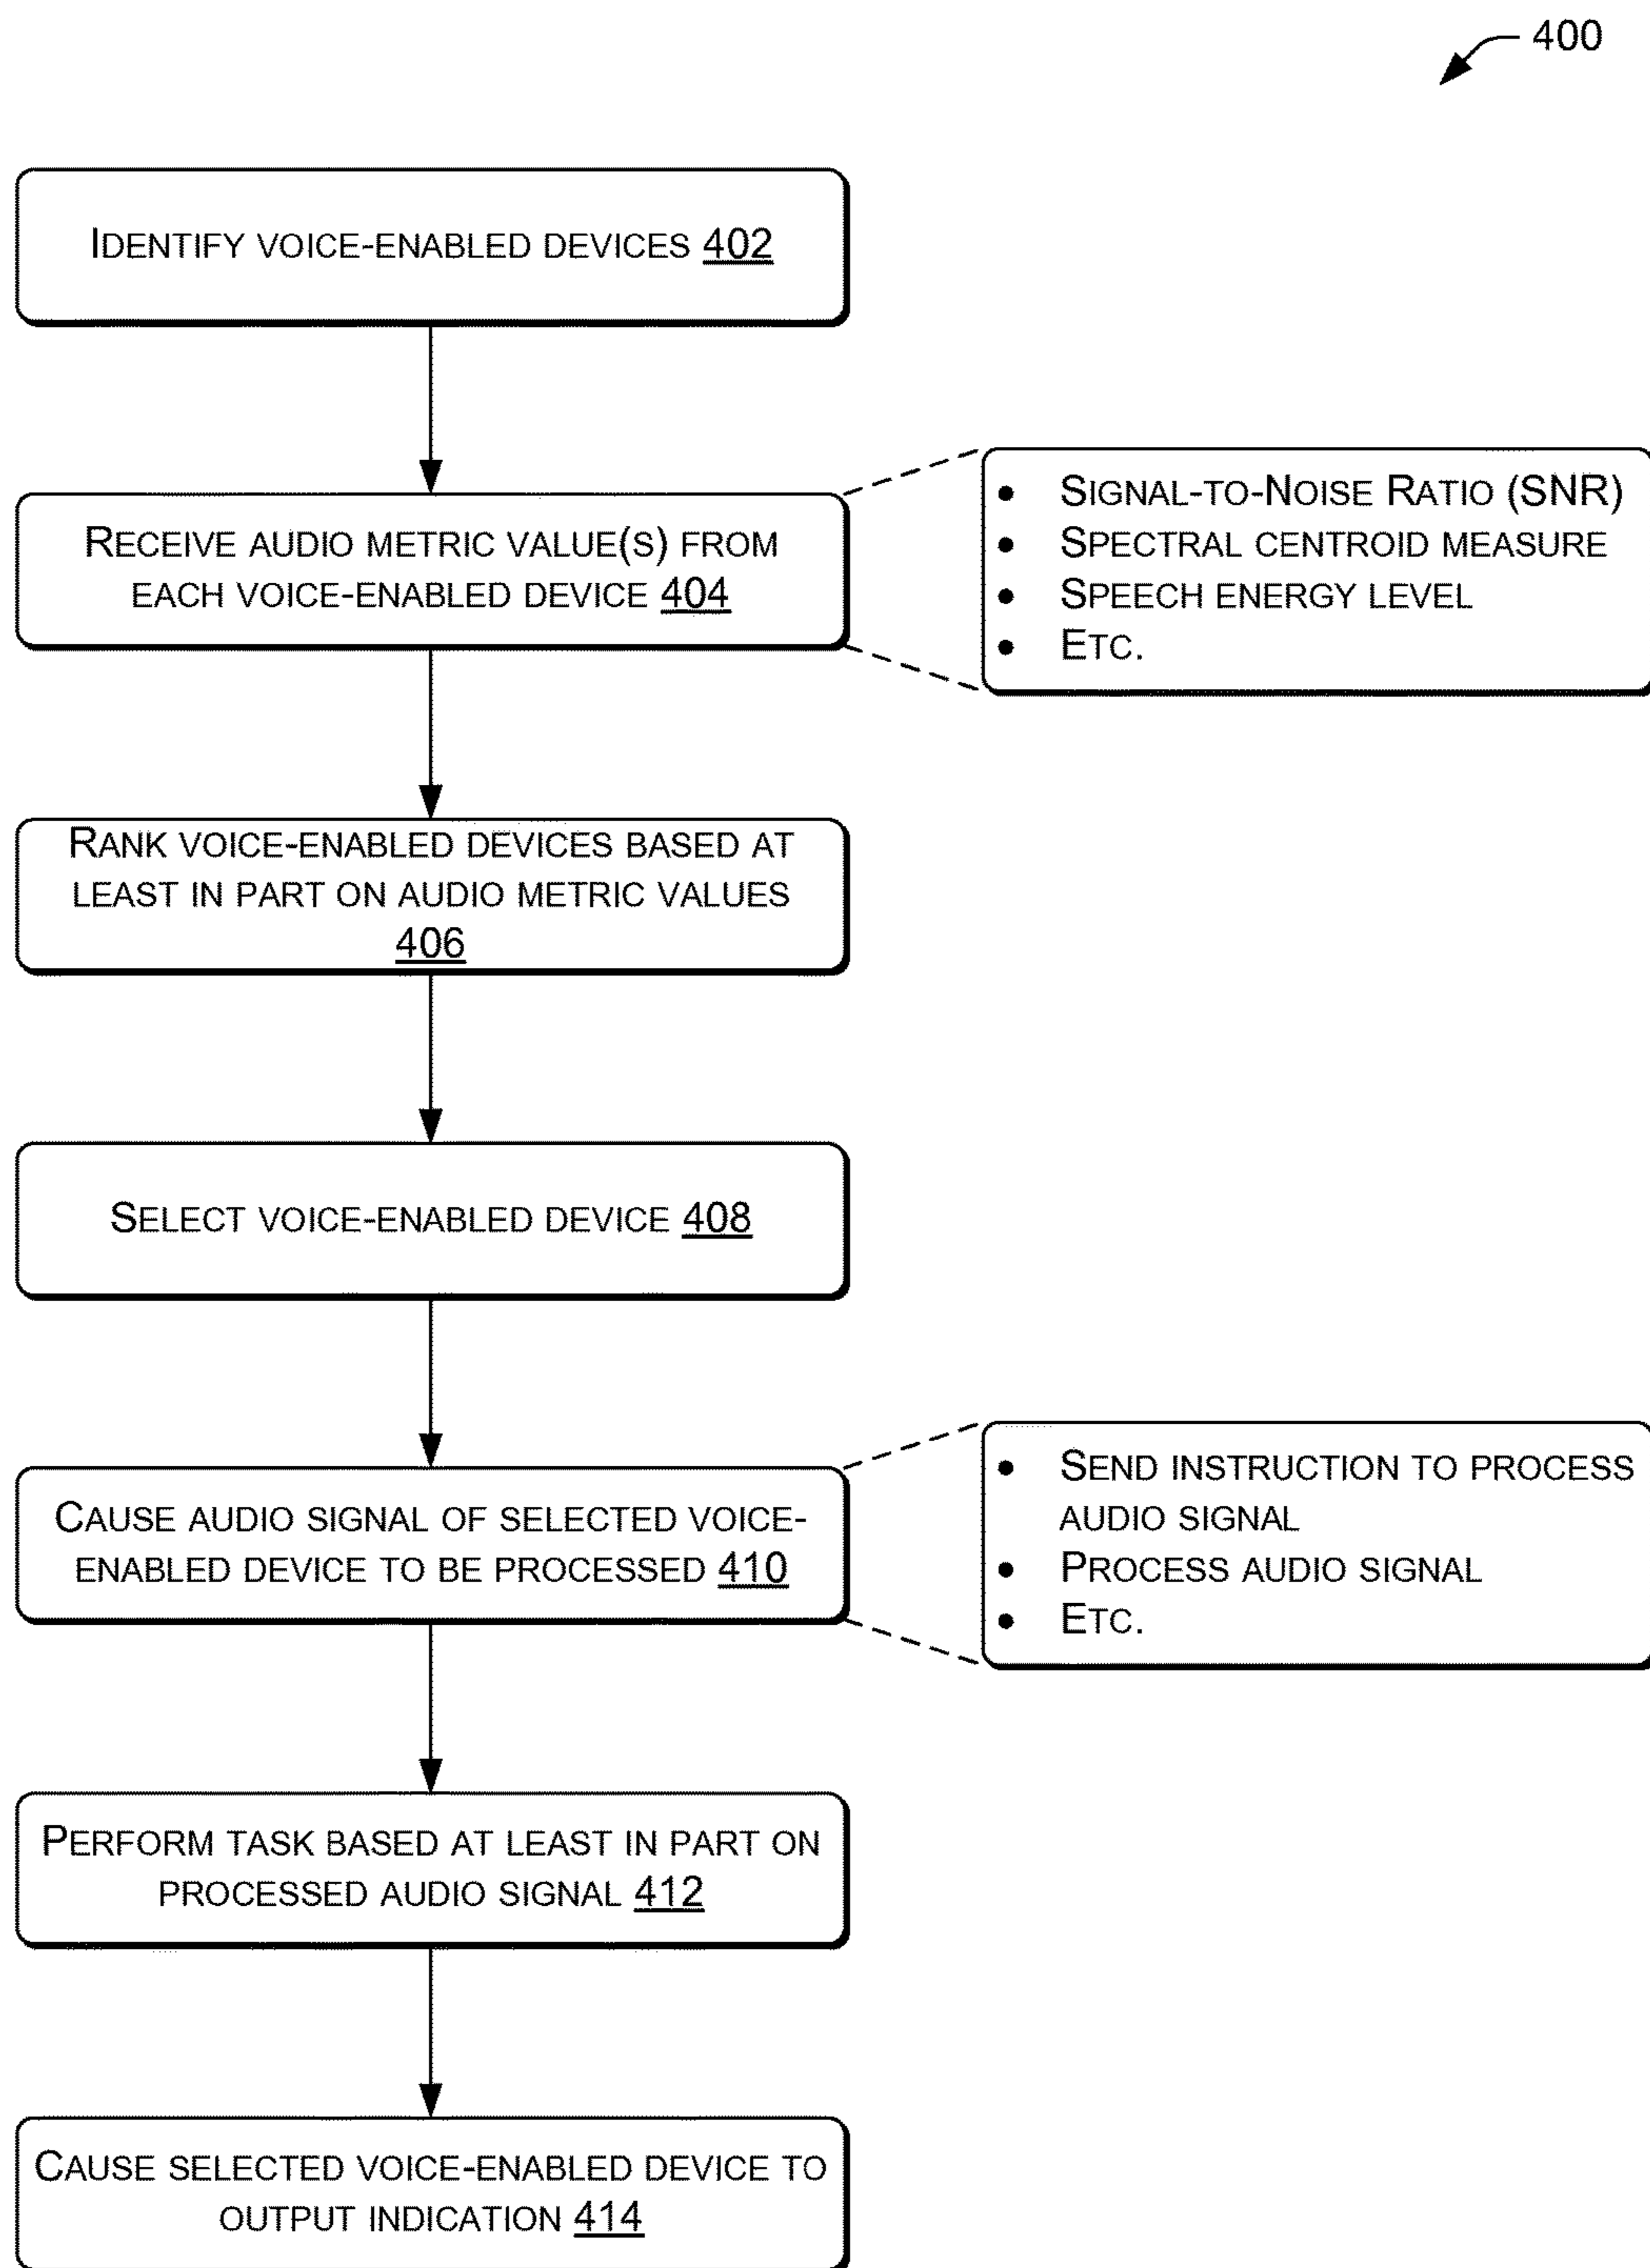 400
IDENTIFY VOICE-ENABLED DEVICES 402
RECEIVE AUDIO METRIC VALUE(S) FROM
EACH VOICE-ENABLED DEVICE 404
• SIGNAL-TO-NOISE RATIO (SNR)
• SPECTRAL CENTROID MEASURE
• SPEECH ENERGY LEVEL
• ETC.
RANK VOICE-ENABLED DEVICES BASED AT
LEAST IN PART ON AUDIO METRIC VALUES
406
SELECT VOICE-ENABLED DEVICE 408
CAUSE AUDIO SIGNAL OF SELECTED VOICE-
ENABLED DEVICE TO BE PROCESSED 410
• SEND INSTRUCTION TO PROCESS
AUDIO SIGNAL
• PROCESS AUDIO SIGNAL
• ETC.
PERFORM TASK BASED AT LEAST IN PART ON
PROCESSED AUDIO SIGNAL 412
CAUSE SELECTED VOICE-ENABLED DEVICE TO
OUTPUT INDICATION 414